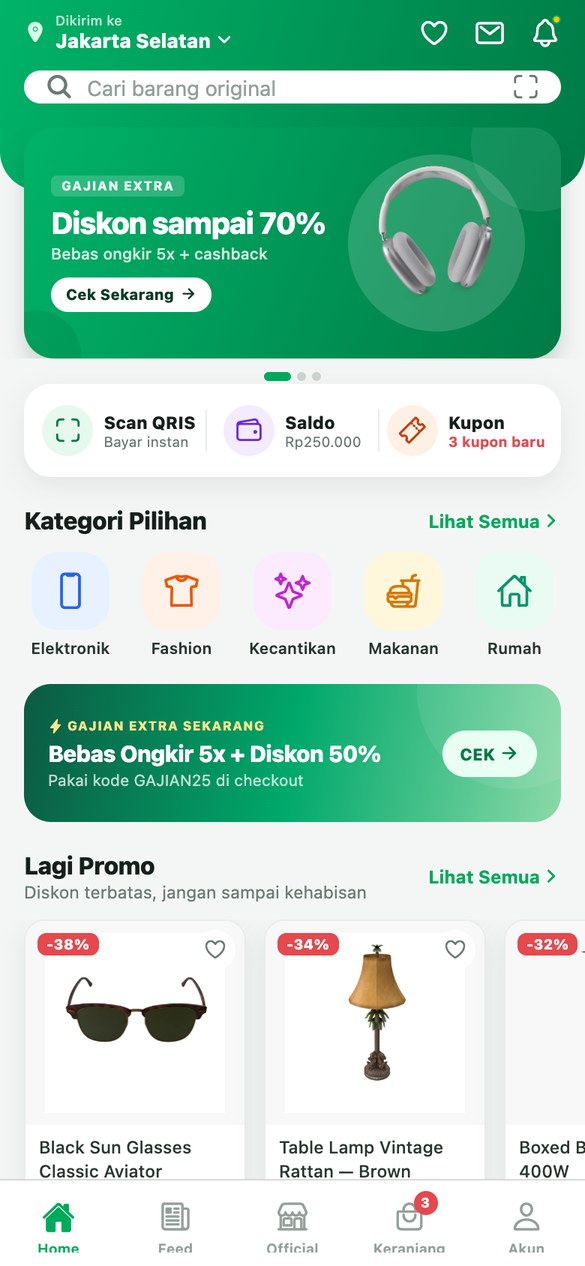 Dikirim ke
Jakarta Selatan
Cari barang original
GAJIAN EXTRA
Diskon sampai 70%
Bebas ongkir 5x + cashback
Cek Sekarang →
Scan QRIS
Bayar instan
Saldo
Rp250.000
Kupon
3 kupon baru
Kategori Pilihan
Lihat Semua
Elektronik
Fashion
Kecantikan
Makanan
Rumah
GAJIAN EXTRA SEKARANG
Bebas Ongkir 5x + Diskon 50%
Pakai kode GAJIAN25 di checkout
CEK →
Lagi Promo
Diskon terbatas, jangan sampai kehabisan
Lihat Semua
-38%
-34%
-32%
Black Sun Glasses
Classic Aviator
Table Lamp Vintage
Rattan — Brown
Boxed B
400W
3
Home
Feed
Official
Keranjang
Akun